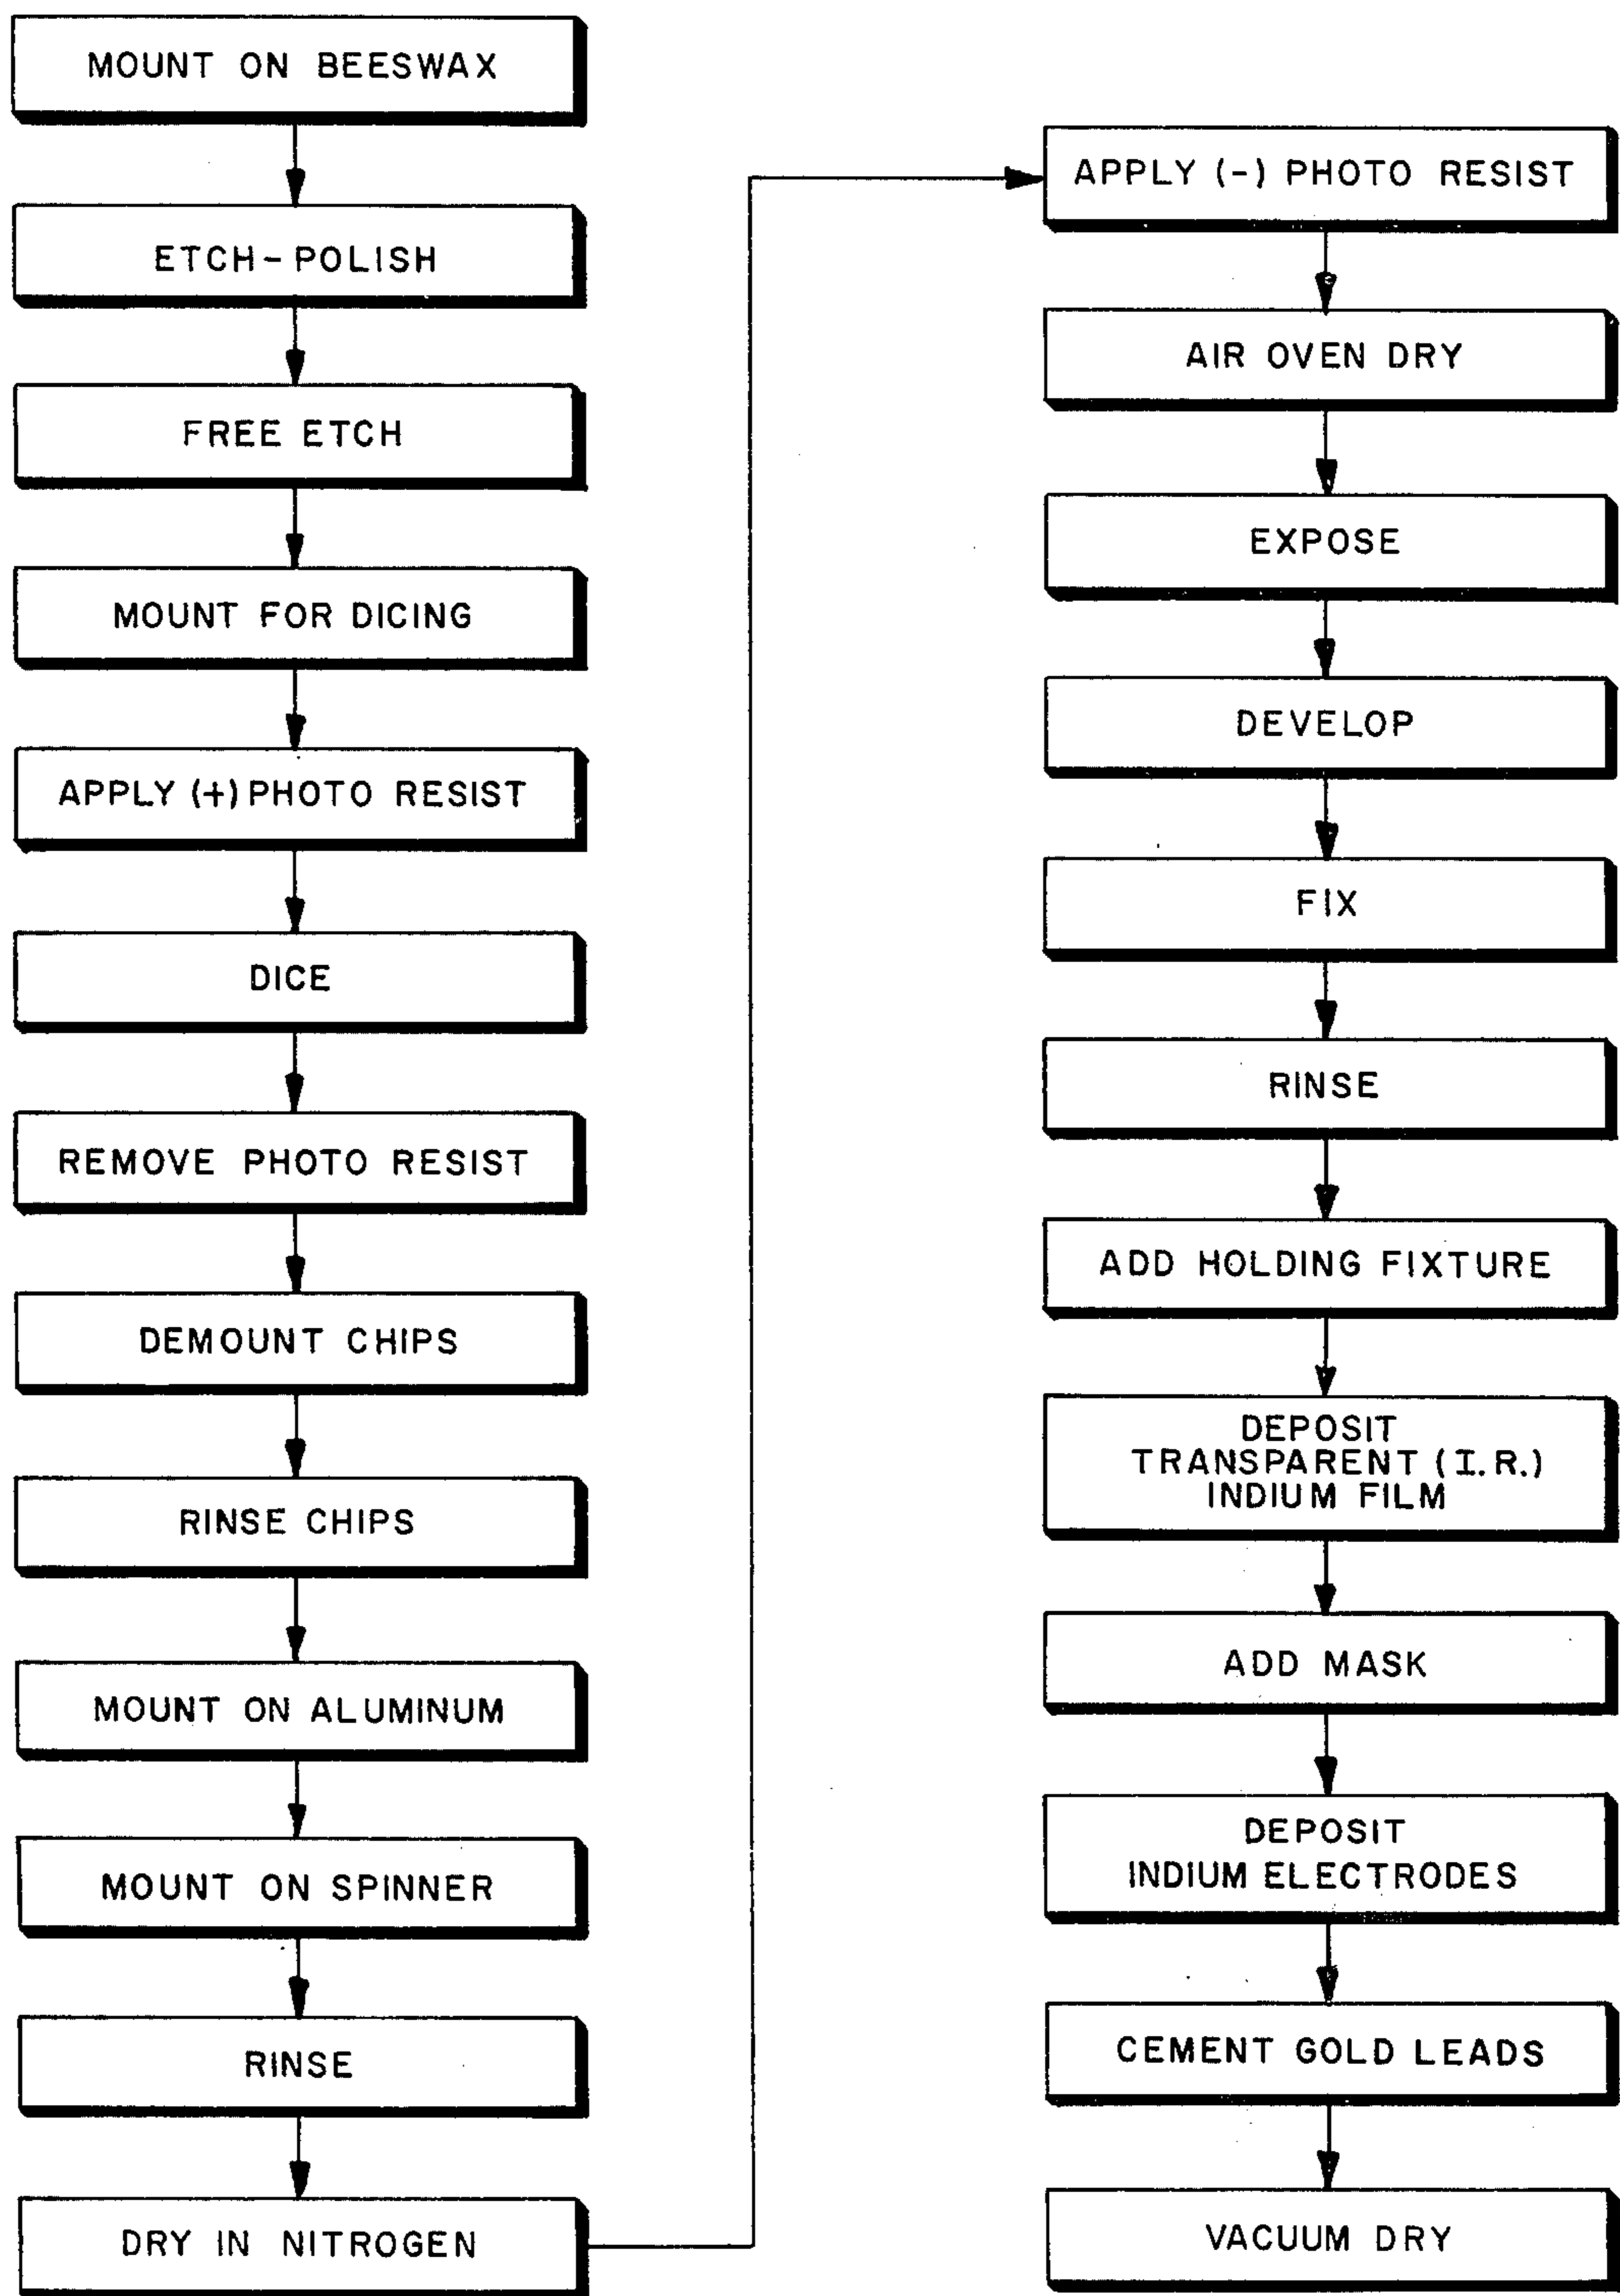 MOUNT ON BEESWAX
ETCH-POLISH
FREE ETCH
MOUNT FOR DICING
APPLY (+) PHOTO RESIST
DICE
REMOVE PHOTO RESIST
DEMOUNT CHIPS
RINSE CHIPS
MOUNT ON ALUMINUM
MOUNT ON SPINNER
RINSE
DRY IN NITROGEN
APPLY (-) PHOTO RESIST
AIR OVEN DRY
EXPOSE
DEVELOP
FIX
RINSE
ADD HOLDING FIXTURE
DEPOSIT
TRANSPARENT (I.R.)
INDIUM FILM
ADD MASK
DEPOSIT
INDIUM ELECTRODES
CEMENT GOLD LEADS
VACUUM DRY